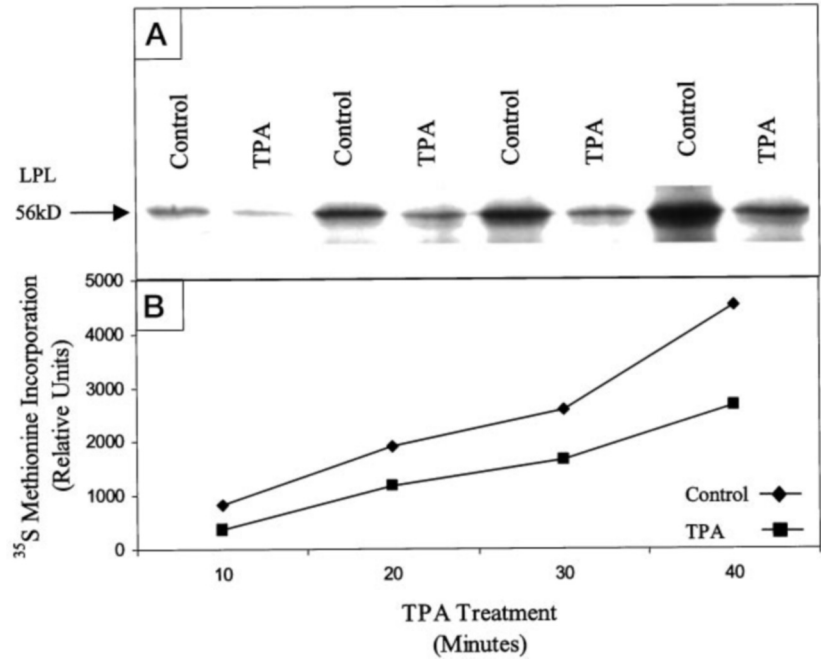 A
Control
TPA
Control
TPA
Control
TPA
Control
TPA
LPL
56kD
B
³⁵S Methionine Incorporation
(Relative Units)
5000
4000
3000
2000
1000
0
Control
TPA
10
20
30
40
TPA Treatment
(Minutes)